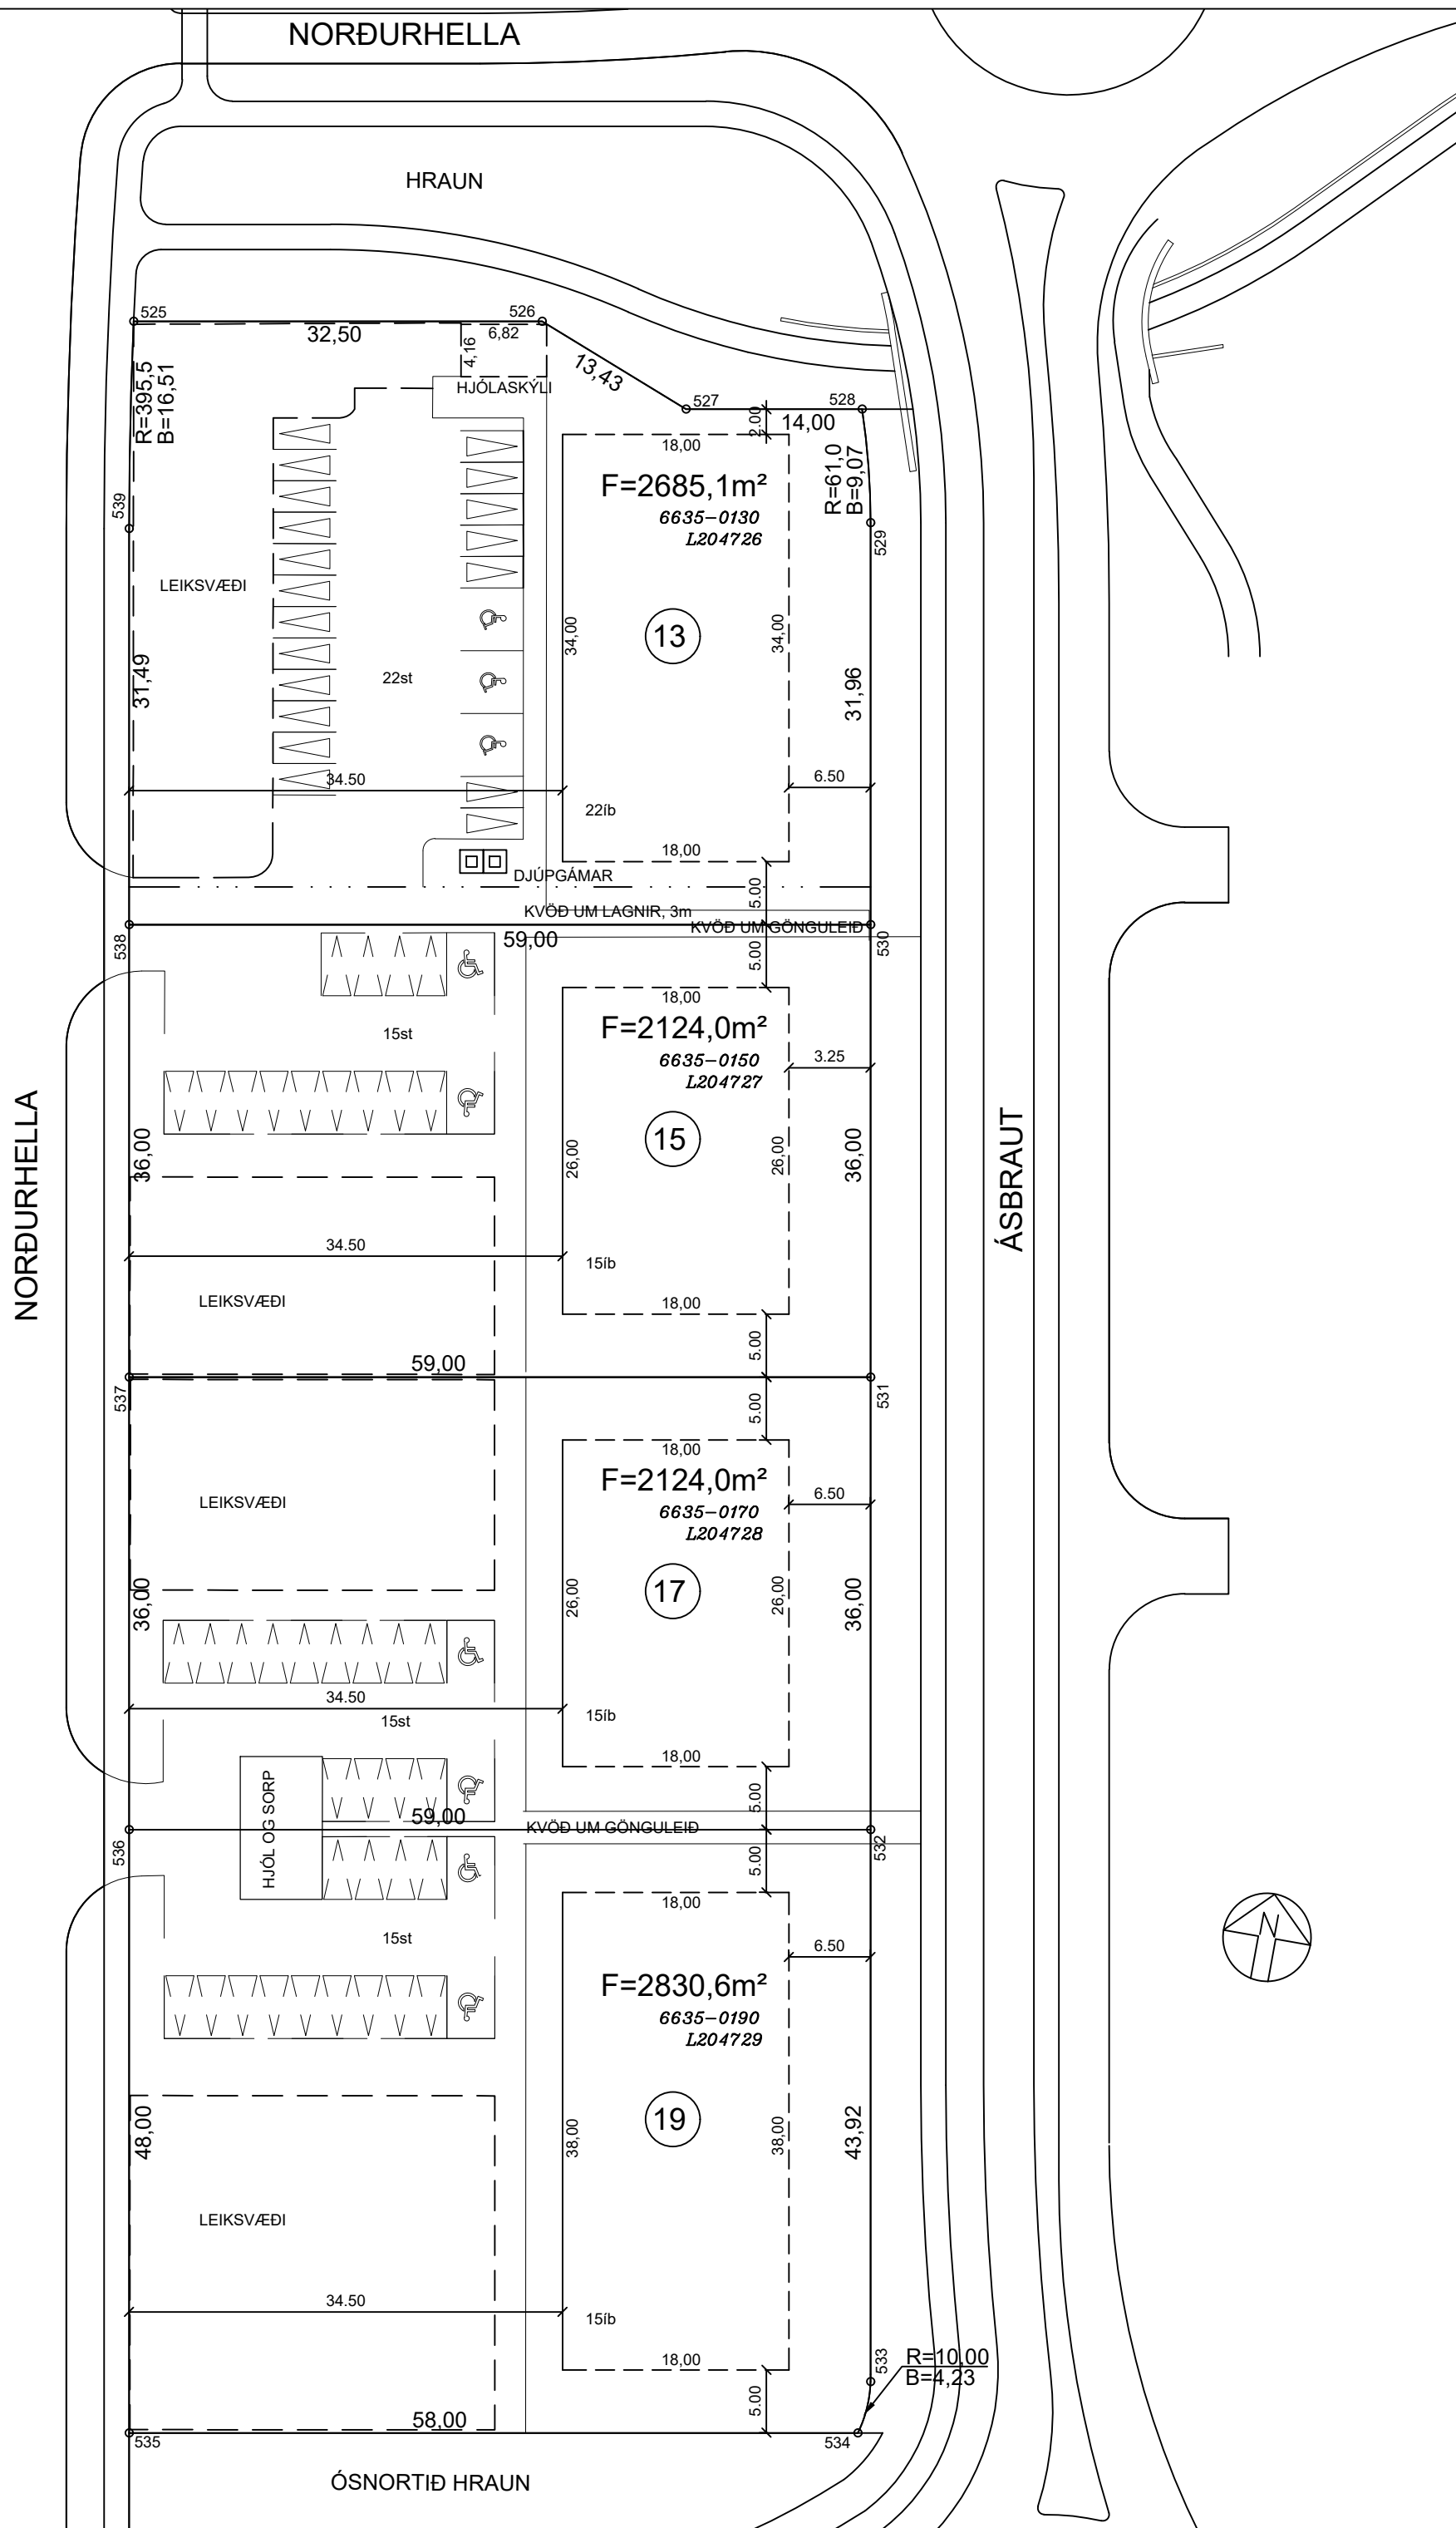 NORÐURHELLA
HRAUN
525
526
32,50
6,82
4,16
13,43
HJÓLASKÝLI
R=395,5
B=16,51
527
528
2.00
14,00
18,00
R=61,0
B=9,07
F=2685,1m²
6635-0130
L204726
539
529
LEIKSVÆÐI
34,00
13
34,00
31,49
22st
31,96
34.50
6.50
22íb
18,00
DJÚPGÁMAR
5.00
KVÖÐ UM LAGNIR, 3m
KVÖÐ UM GÖNGULEIÐ
538
59,00
530
5.00
18,00
15st
F=2124,0m²
6635-0150
L204727
3.25
NORÐURHELLA
36,00
26,00
15
26,00
36,00
ÁSBRAUT
34.50
15íb
LEIKSVÆÐI
18,00
5.00
59,00
537
531
5.00
18,00
F=2124,0m²
6635-0170
L204728
LEIKSVÆÐI
6.50
36,00
26,00
17
26,00
36,00
34.50
15st
15íb
18,00
HJÓL OG SORP
5.00
59,00
KVÖÐ UM GÖNGULEIÐ
536
532
5.00
18,00
15st
6.50
N
F=2830,6m²
6635-0190
L204729
48,00
38,00
19
38,00
43,92
LEIKSVÆÐI
34.50
15íb
18,00
533
R=10,00
B=4,23
5.00
58,00
535
534
ÓSNORTIÐ HRAUN